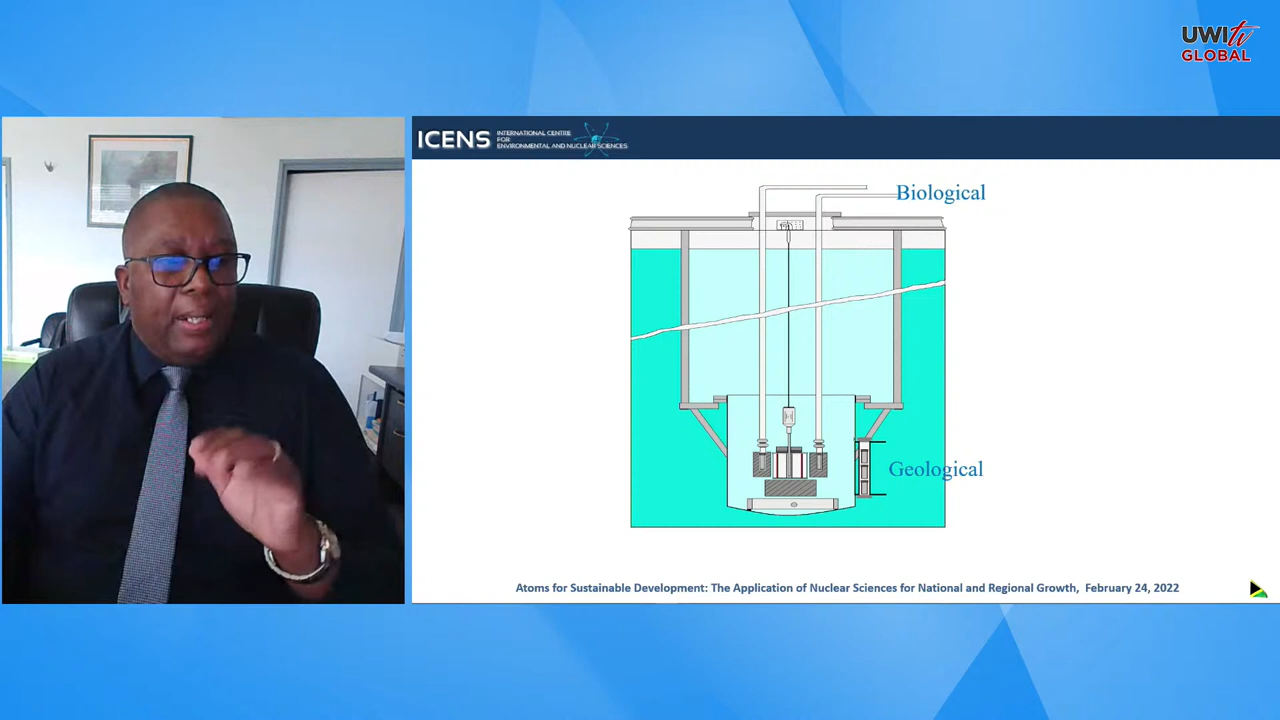 UWI tv
GLOBAL
ICENS
INTERNATIONAL CENTRE
FOR
ENVIRONMENTAL AND NUCLEAR SCIENCES
Biological
Geological
Atoms for Sustainable Development: The Application of Nuclear Sciences for National and Regional Growth, February 24, 2022